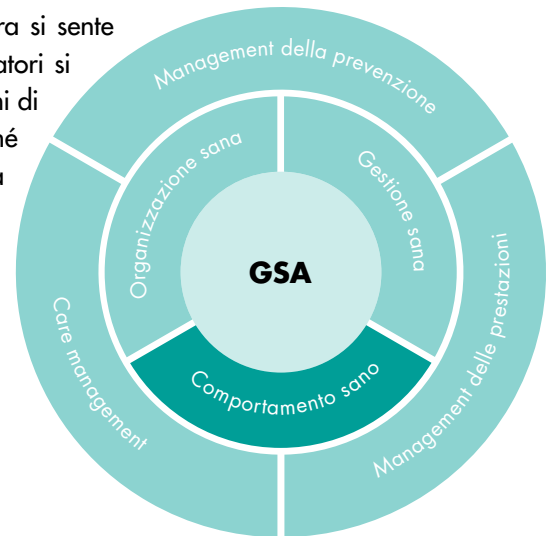 ra si sente
atori si
ni di
né
a
Management della prevenzione
Organizzazione sana
Gestione sana
GSA
Comportamento sano
Care management
Management delle prestazioni